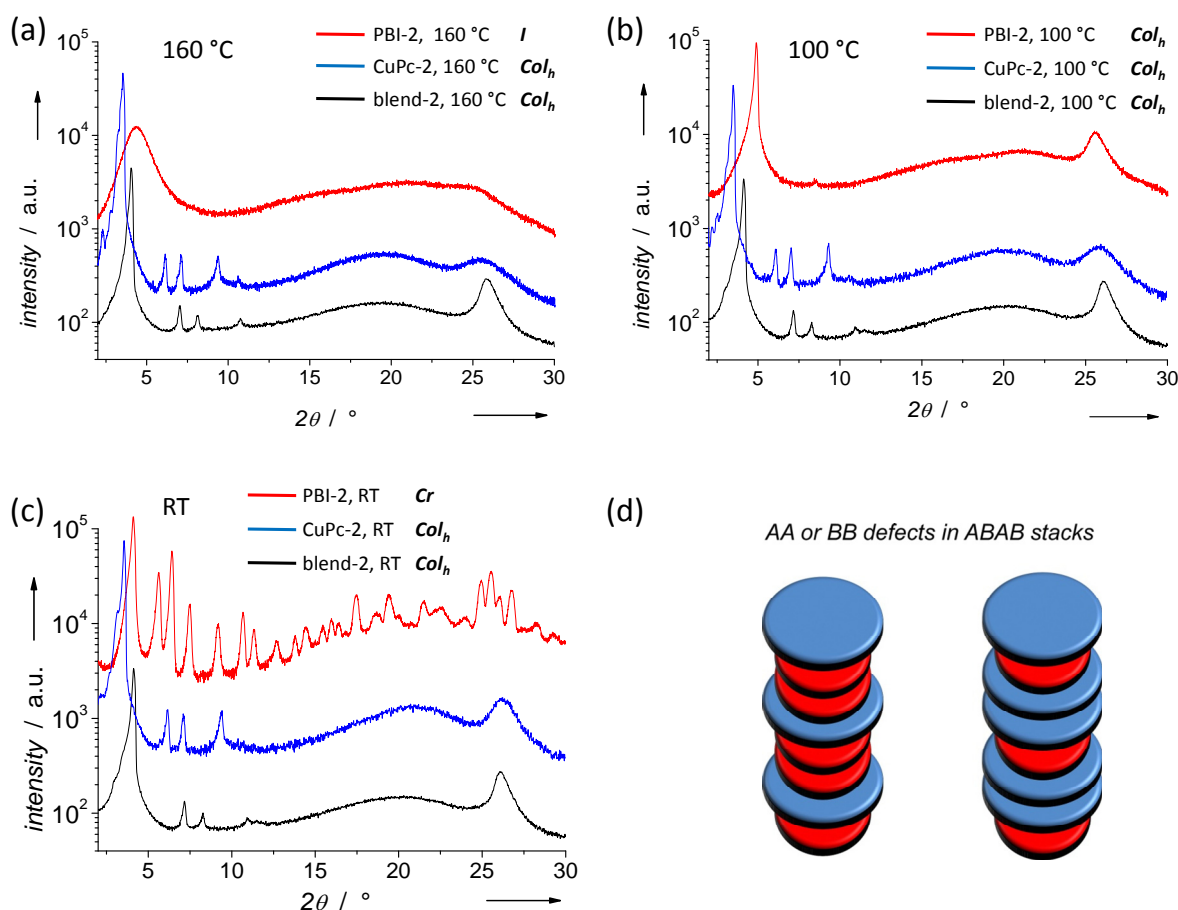 (a)
160 °C
PBI-2, 160 °C I
CuPc-2, 160 °C Colh
blend-2, 160 °C Colh
intensity / a.u.
10^5
10^4
10^3
10^2
5 10 15 20 25 30
2θ / °
(b)
100 °C
PBI-2, 100 °C Colh
CuPc-2, 100 °C Colh
blend-2, 100 °C Colh
intensity / a.u.
10^5
10^4
10^3
10^2
5 10 15 20 25 30
2θ / °
(c)
RT
PBI-2, RT Cr
CuPc-2, RT Colh
blend-2, RT Colh
intensity / a.u.
10^5
10^4
10^3
10^2
5 10 15 20 25 30
2θ / °
(d)
AA or BB defects in ABAB stacks